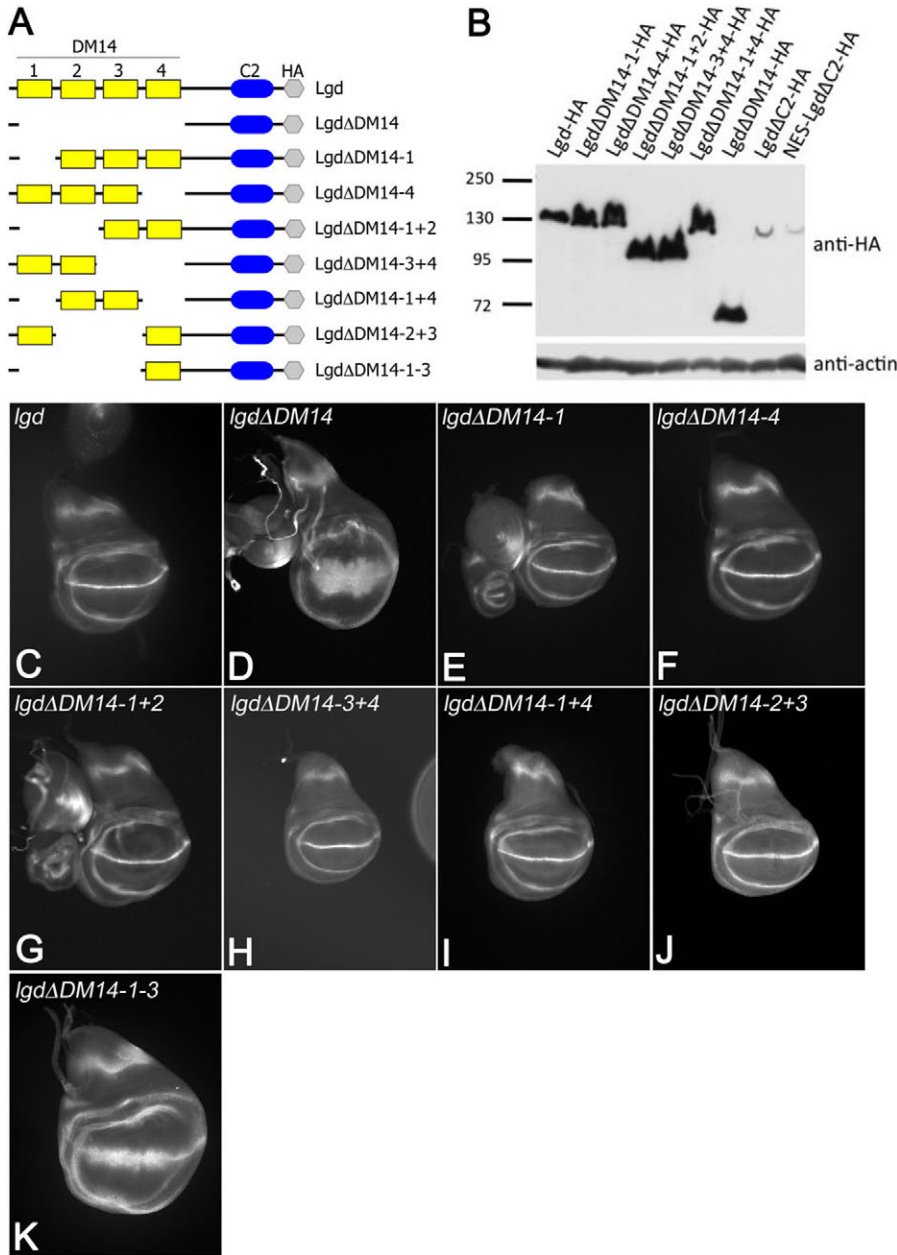 A
DM14
1 2 3 4 C2 HA
Lgd
LgdΔDM14
LgdΔDM14-1
LgdΔDM14-4
LgdΔDM14-1+2
LgdΔDM14-3+4
LgdΔDM14-1+4
LgdΔDM14-2+3
LgdΔDM14-1-3
B
Lgd-HA
LgdΔDM14-1-HA
LgdΔDM14-4-HA
LgdΔDM14-1+2-HA
LgdΔDM14-3+4-HA
LgdΔDM14-1+4-HA
LgdΔDM14-HA
LgdΔC2-HA
NES-LgdΔC2-HA
250
130
95
72
anti-HA
anti-actin
lgd
C
lgdΔDM14
D
lgdΔDM14-1
E
lgdΔDM14-4
F
lgdΔDM14-1+2
G
lgdΔDM14-3+4
H
lgdΔDM14-1+4
I
lgdΔDM14-2+3
J
lgdΔDM14-1-3
K